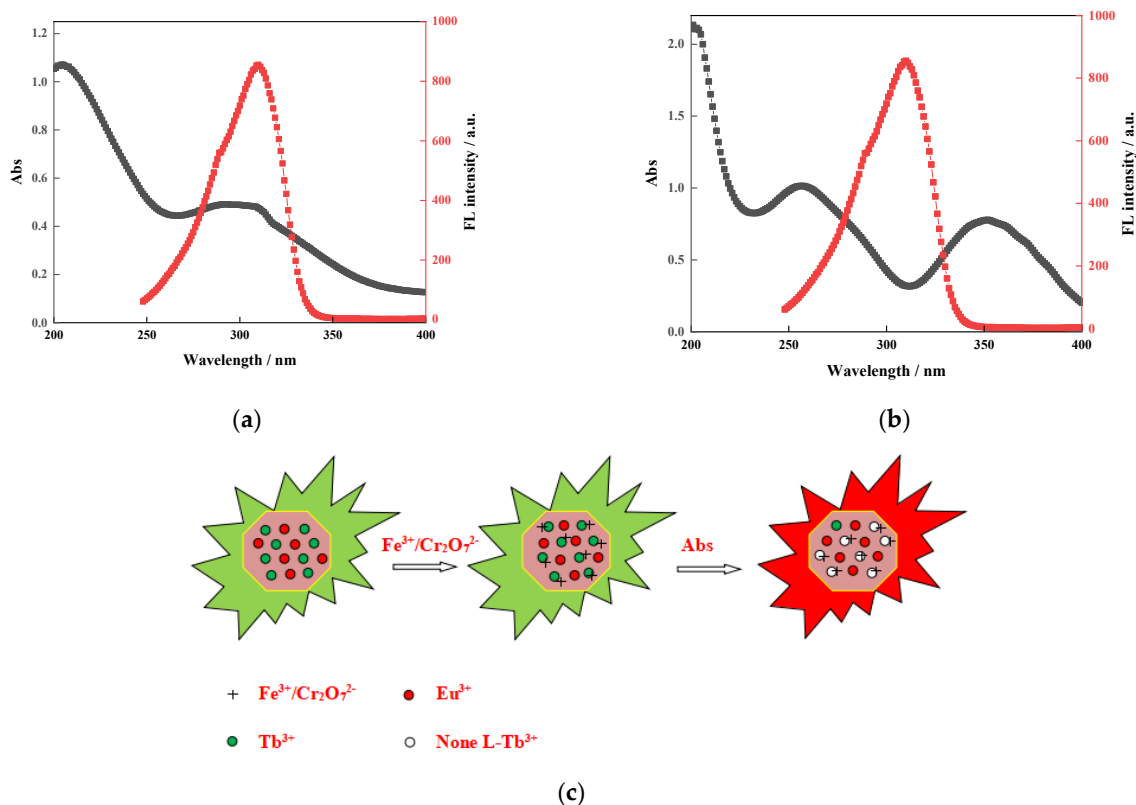 1.2
1.0
0.8
0.6
0.4
0.2
0.0
Abs
200
250
300
350
400
Wavelength / nm
1000
800
600
400
200
0
FL intensity / a.u.
(a)
2.0
1.5
1.0
0.5
0.0
Abs
200
250
300
350
400
Wavelength / nm
1000
800
600
400
200
0
FL intensity / a.u.
(b)
Fe³⁺/Cr₂O₇²⁻
Abs
Fe³⁺/Cr₂O₇²⁻
Eu³⁺
Tb³⁺
None L-Tb³⁺
(c)